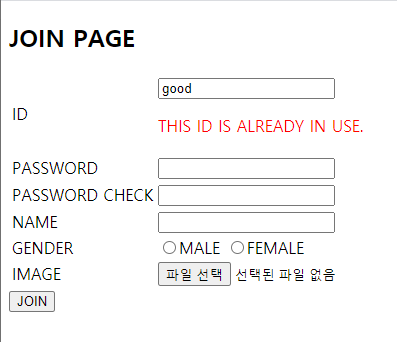 JOIN PAGE
good
ID
THIS ID IS ALREADY IN USE.
PASSWORD
PASSWORD CHECK
NAME
GENDER MALE FEMALE
IMAGE 파일 선택 선택된 파일 없음
JOIN